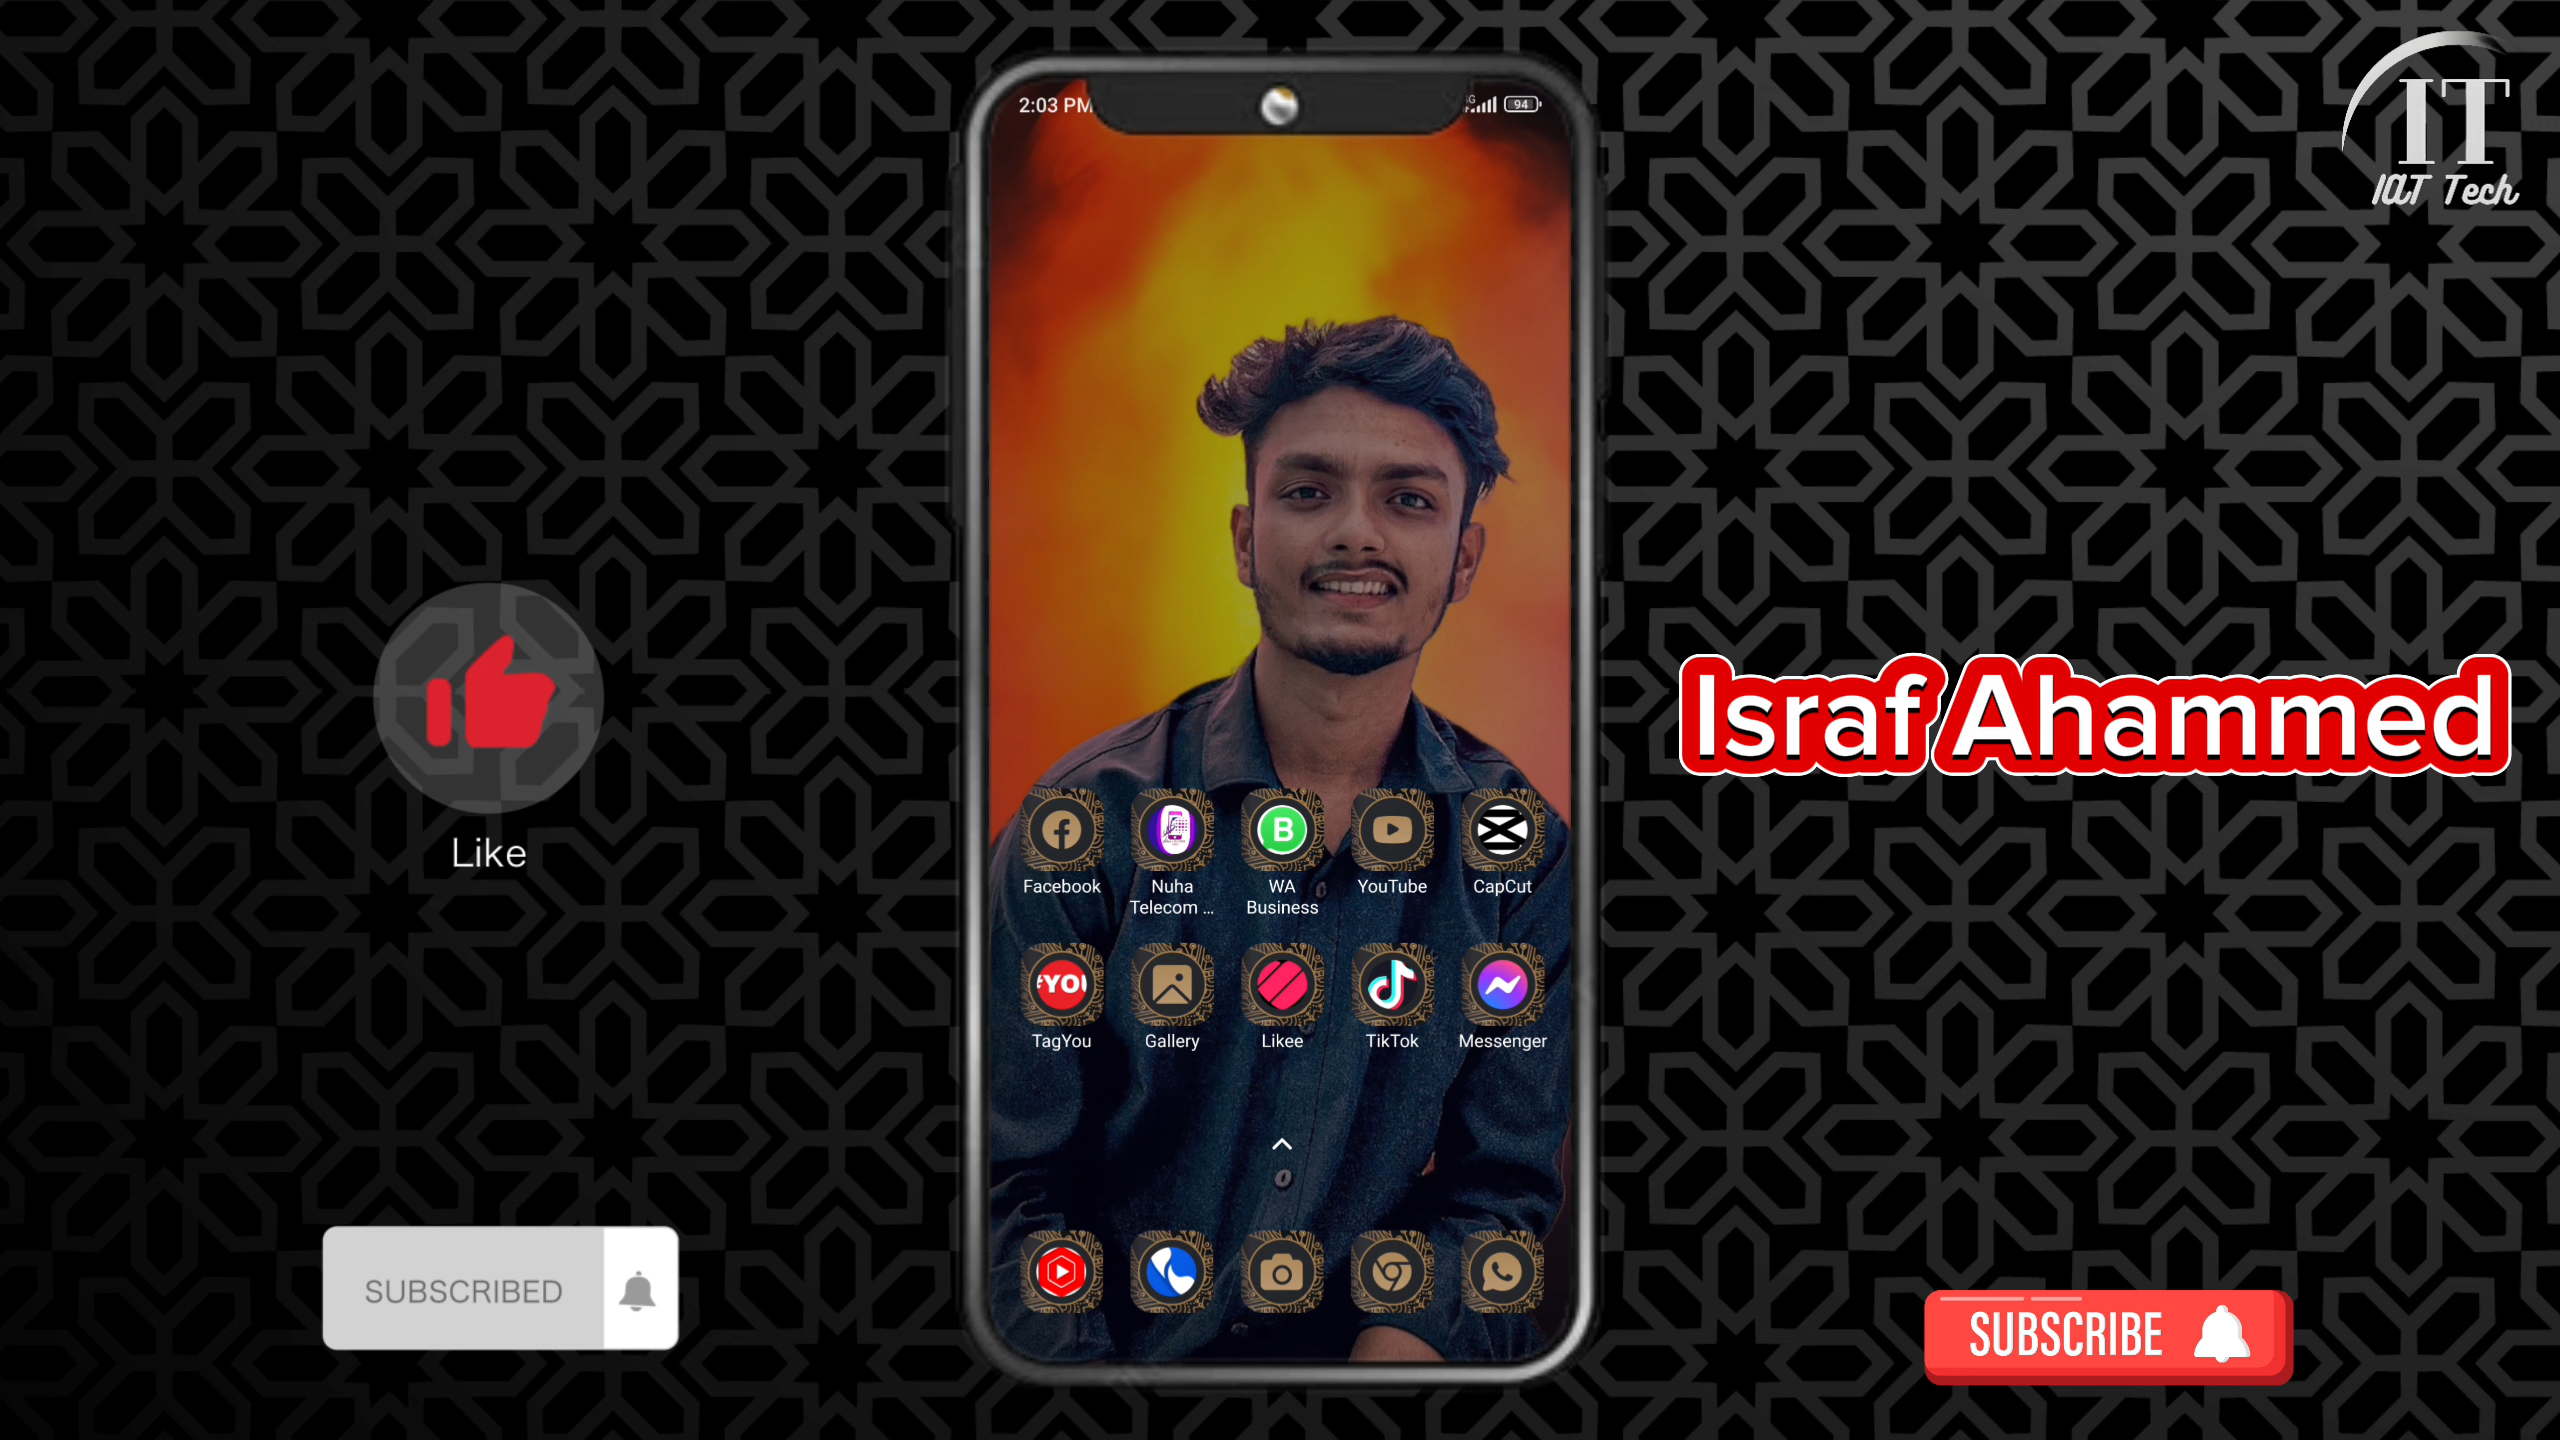 2:03 PM
94
IT
IAT Tech
Israf Ahammed
Like
Facebook
Nuha
Telecom ...
WA
Business
YouTube
CapCut
TagYou
Gallery
Likee
TikTok
Messenger
SUBSCRIBED
SUBSCRIBE